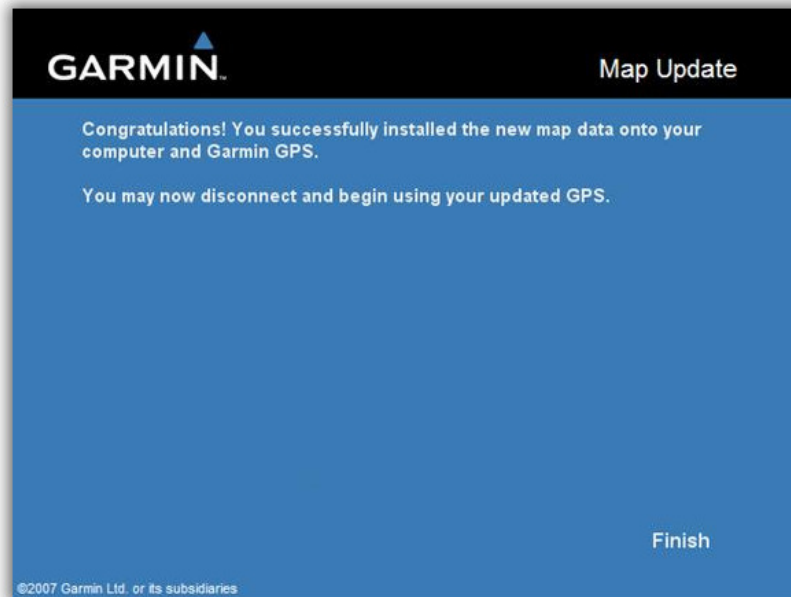 GARMIN™
Map Update
Congratulations! You successfully installed the new map data onto your
computer and Garmin GPS.
You may now disconnect and begin using your updated GPS.
Finish
©2007 Garmin Ltd. or its subsidiaries